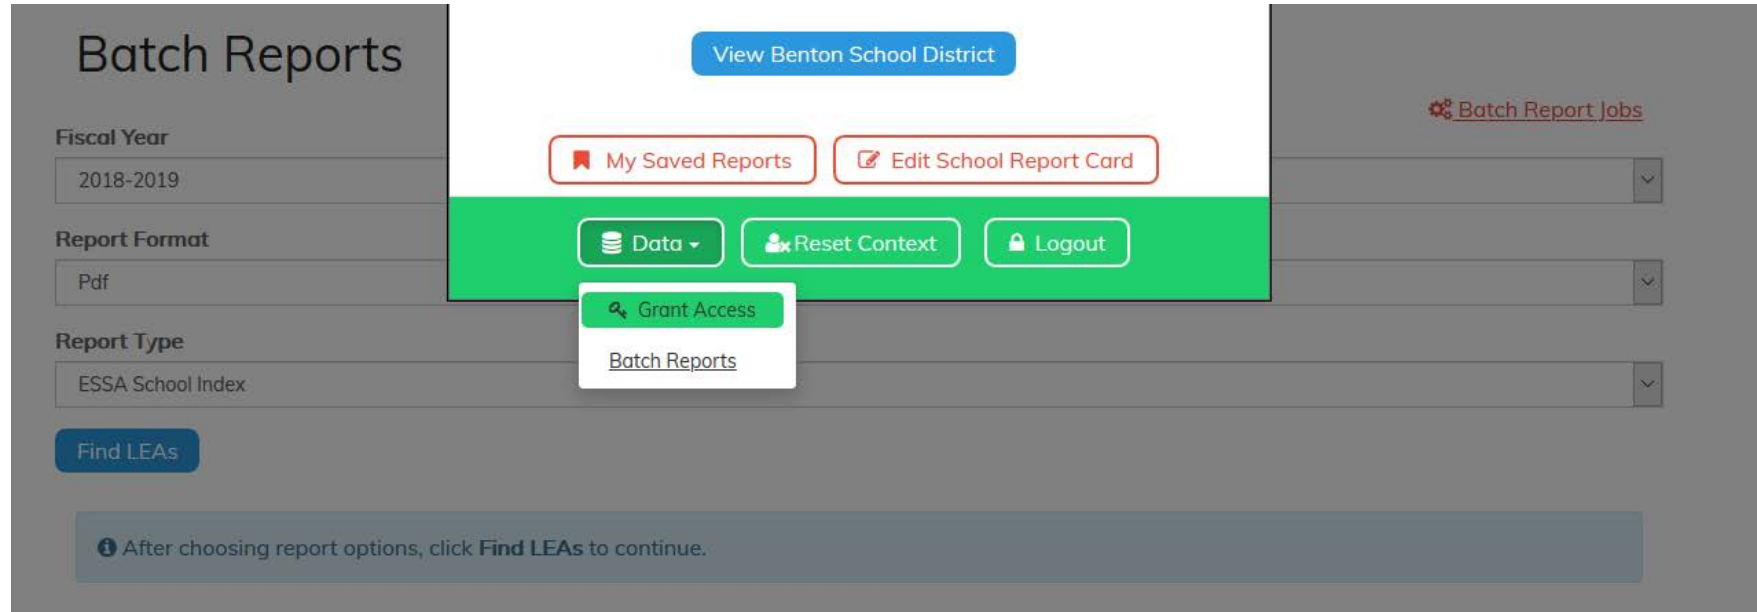 Batch Reports
View Benton School District
Batch Report Jobs
Fiscal Year
My Saved Reports
Edit School Report Card
2018-2019
Report Format
Data
Reset Context
Logout
Pdf
Grant Access
Report Type
Batch Reports
ESSA School Index
Find LEAs
After choosing report options, click Find LEAs to continue.